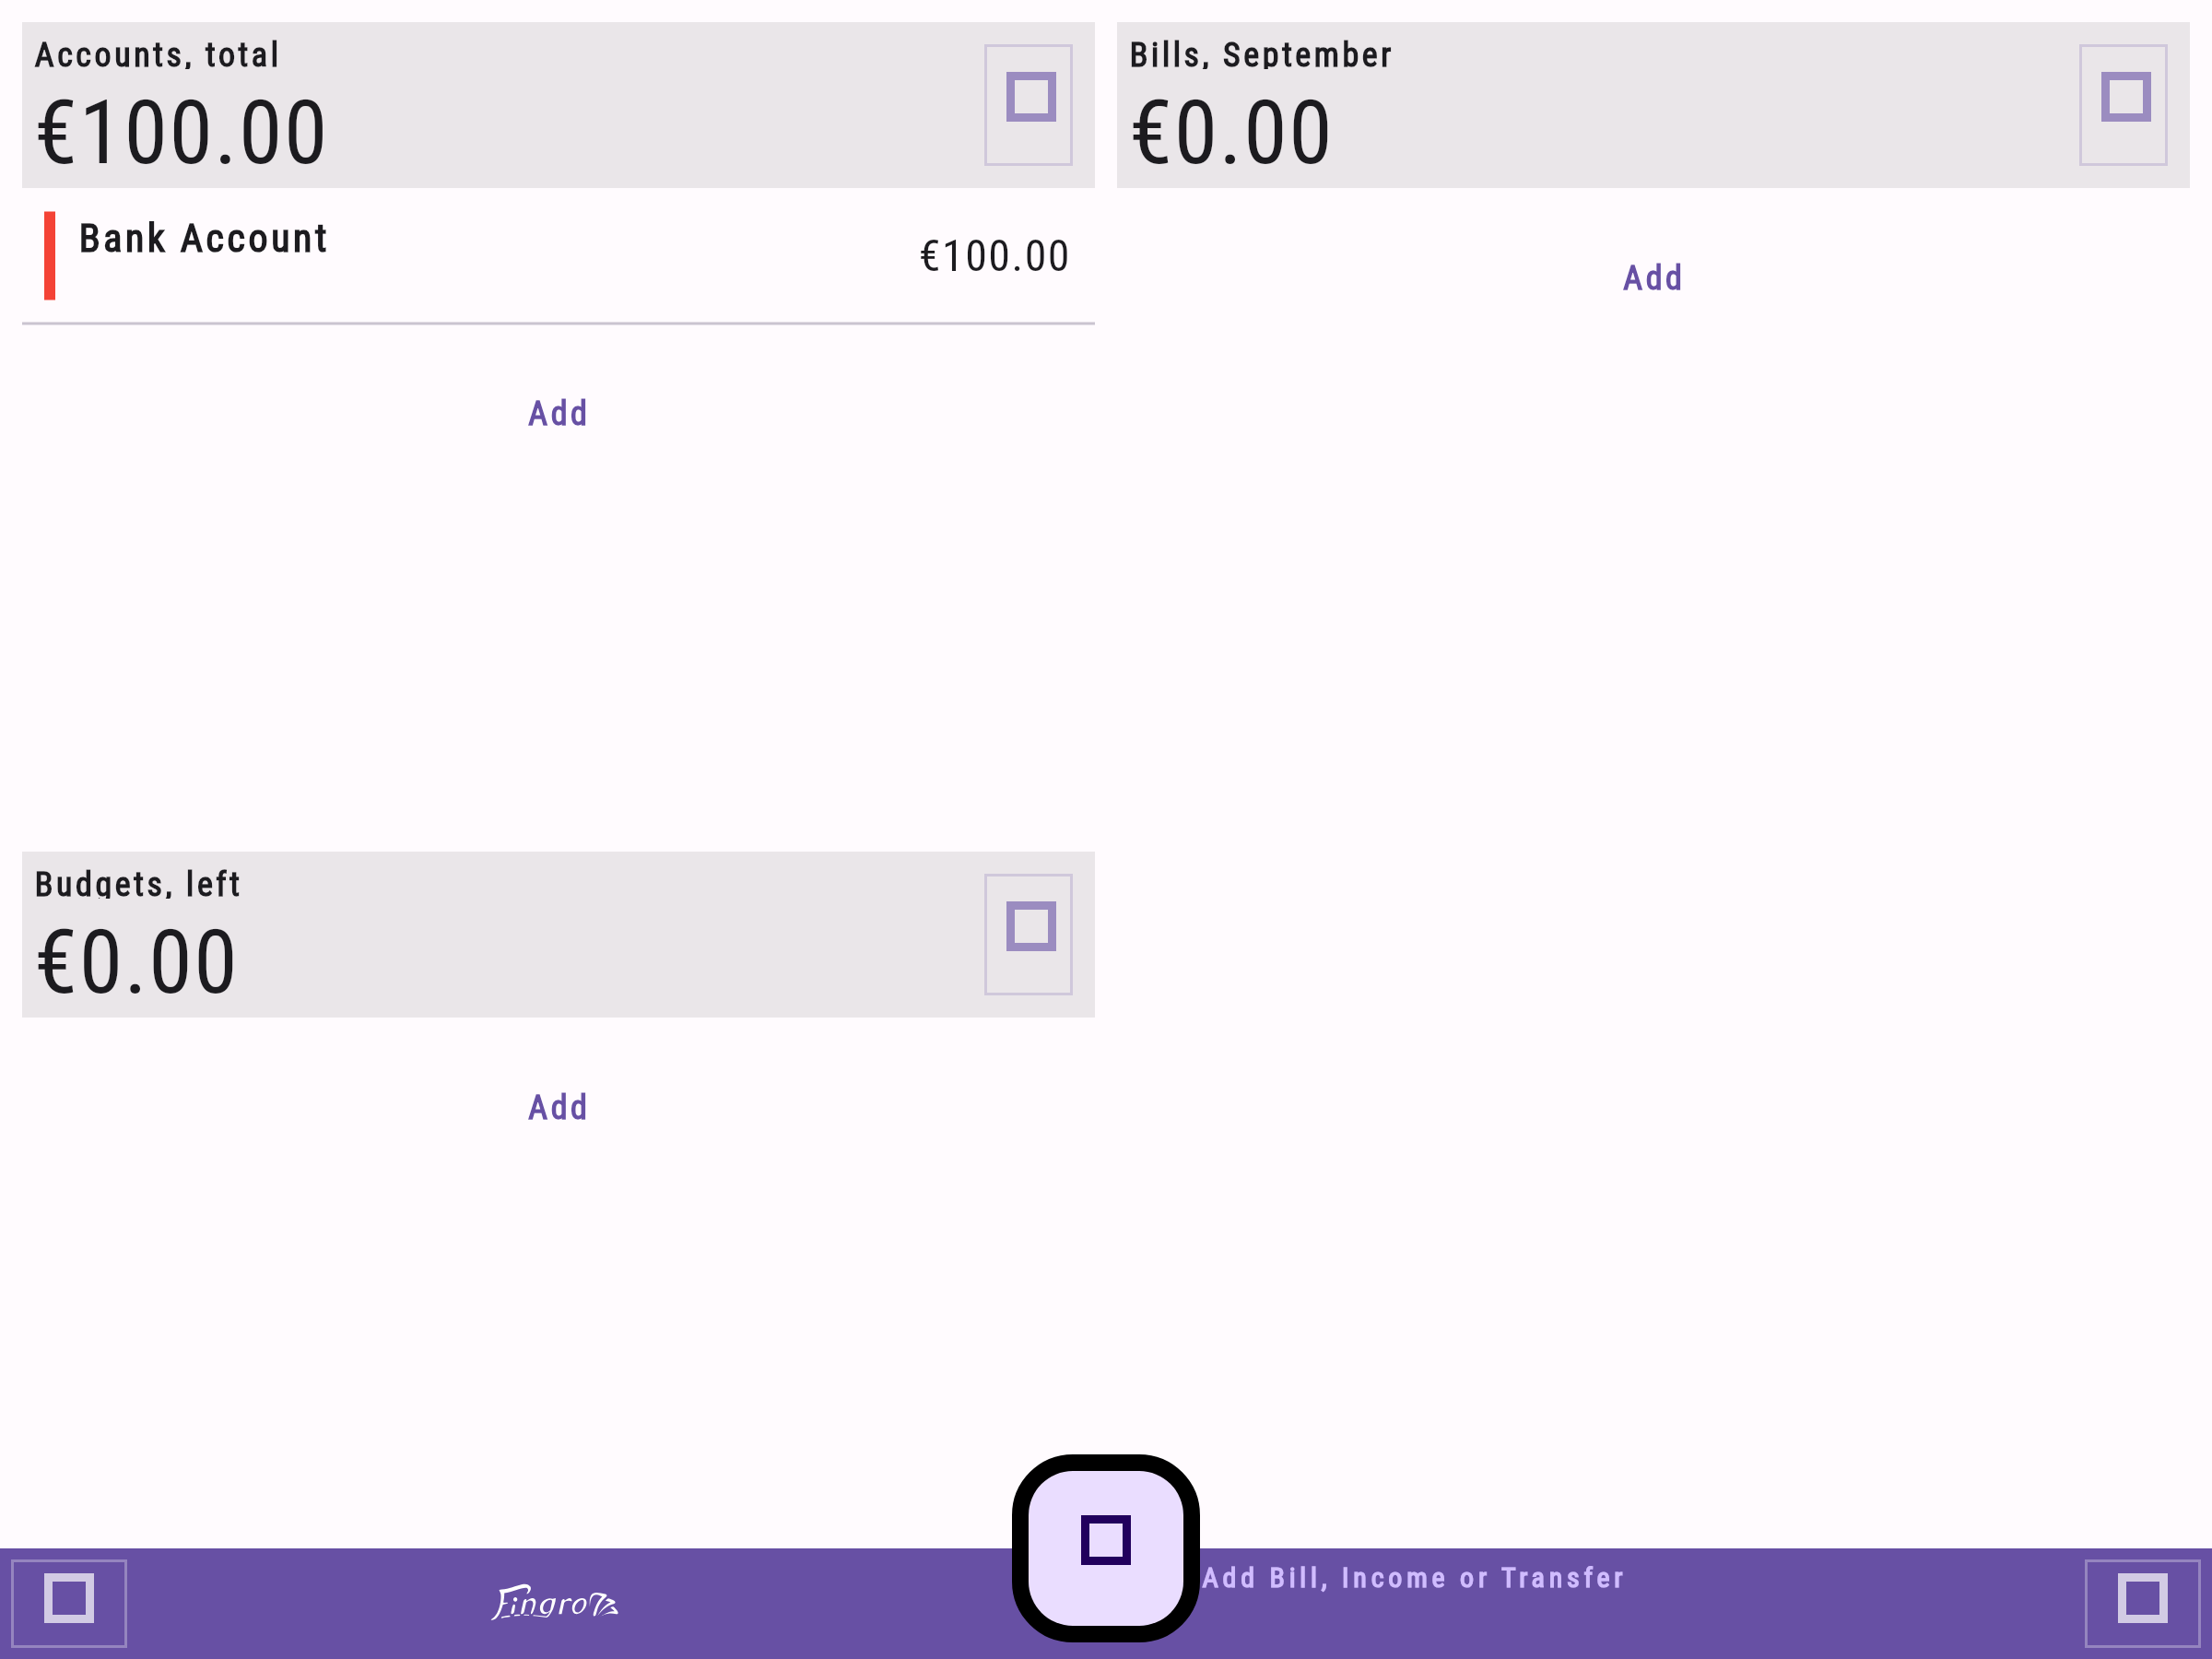 Accounts, total
€100.00
Bank Account
€100.00
Add
Bills, September
€0.00
Add
Budgets, left
€0.00
Add
Fingro
Add Bill, Income or Transfer